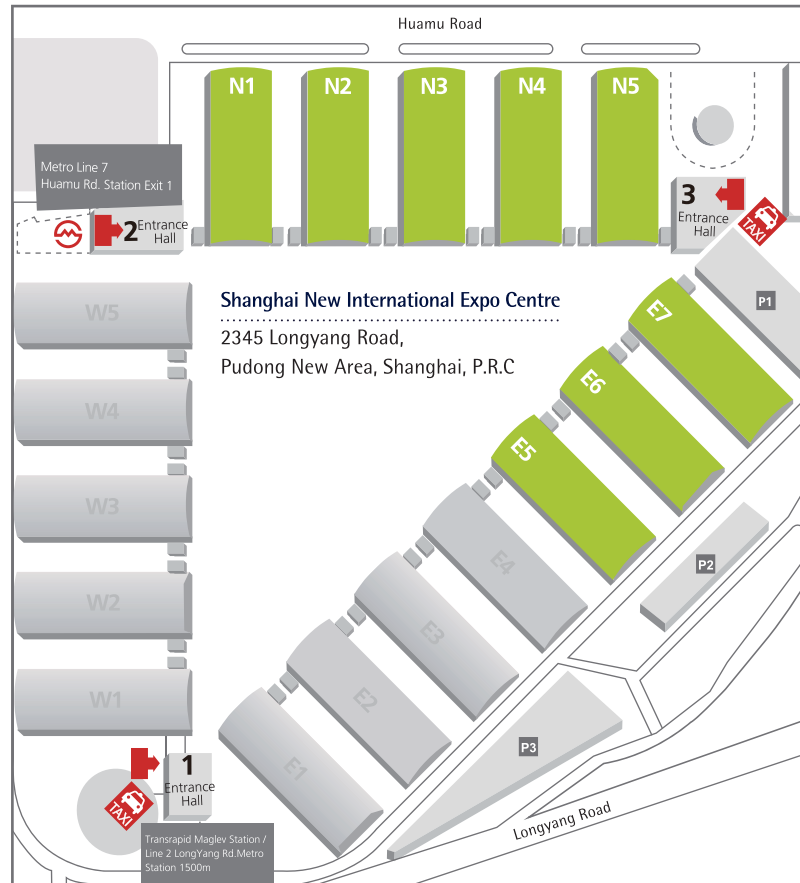 Huamu Road
N1
N2
N3
N4
N5
Metro Line 7
Huamu Rd. Station Exit 1
2 Entrance
Hall
3
Entrance
Hall
TAXI
P1
W5
Shanghai New International Expo Centre
2345 Longyang Road,
Pudong New Area, Shanghai, P.R.C
E7
E6
E5
W4
W3
W2
W1
E4
E3
E2
E1
P2
P3
1
Entrance
Hall
TAXI
Longyang Road
Transrapid Maglev Station /
Line 2 LongYang Rd.Metro
Station 1500m